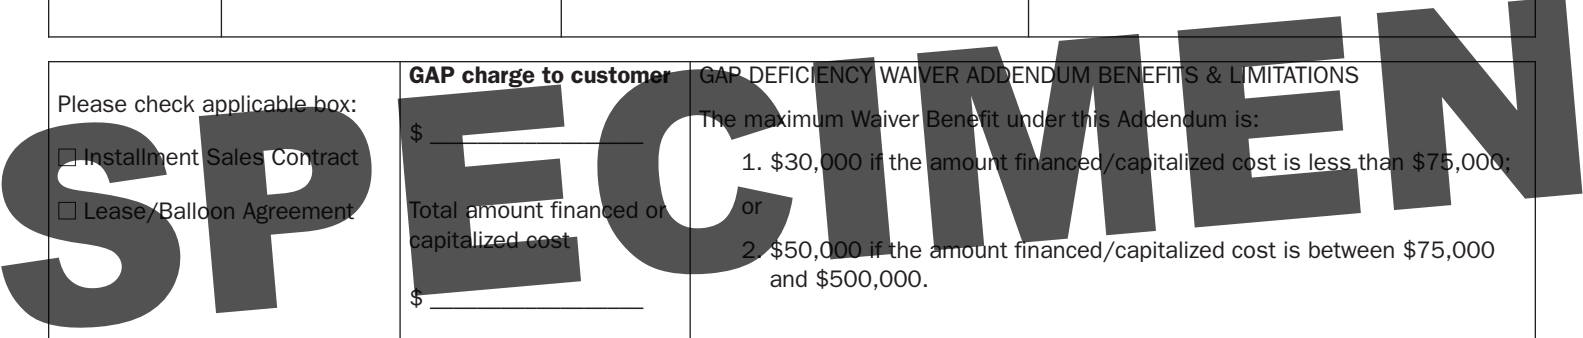 Please check applicable box:
☐ Installment Sales Contract
☐ Lease/Balloon Agreement
GAP charge to customer
$ ___________________
Total amount financed or
capitalized cost
$ ___________________
GAP DEFICIENCY WAIVER ADDENDUM BENEFITS & LIMITATIONS
The maximum Waiver Benefit under this Addendum is:
1. $30,000 if the amount financed/capitalized cost is less than $75,000;
or
2. $50,000 if the amount financed/capitalized cost is between $75,000
and $500,000.
SPECIMEN